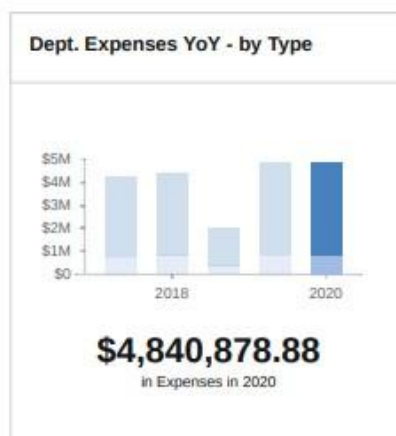 Dept. Expenses YoY - by Type
$5M
$4M
$3M
$2M
$1M
$0
2018
2020
$4,840,878.88
in Expenses in 2020